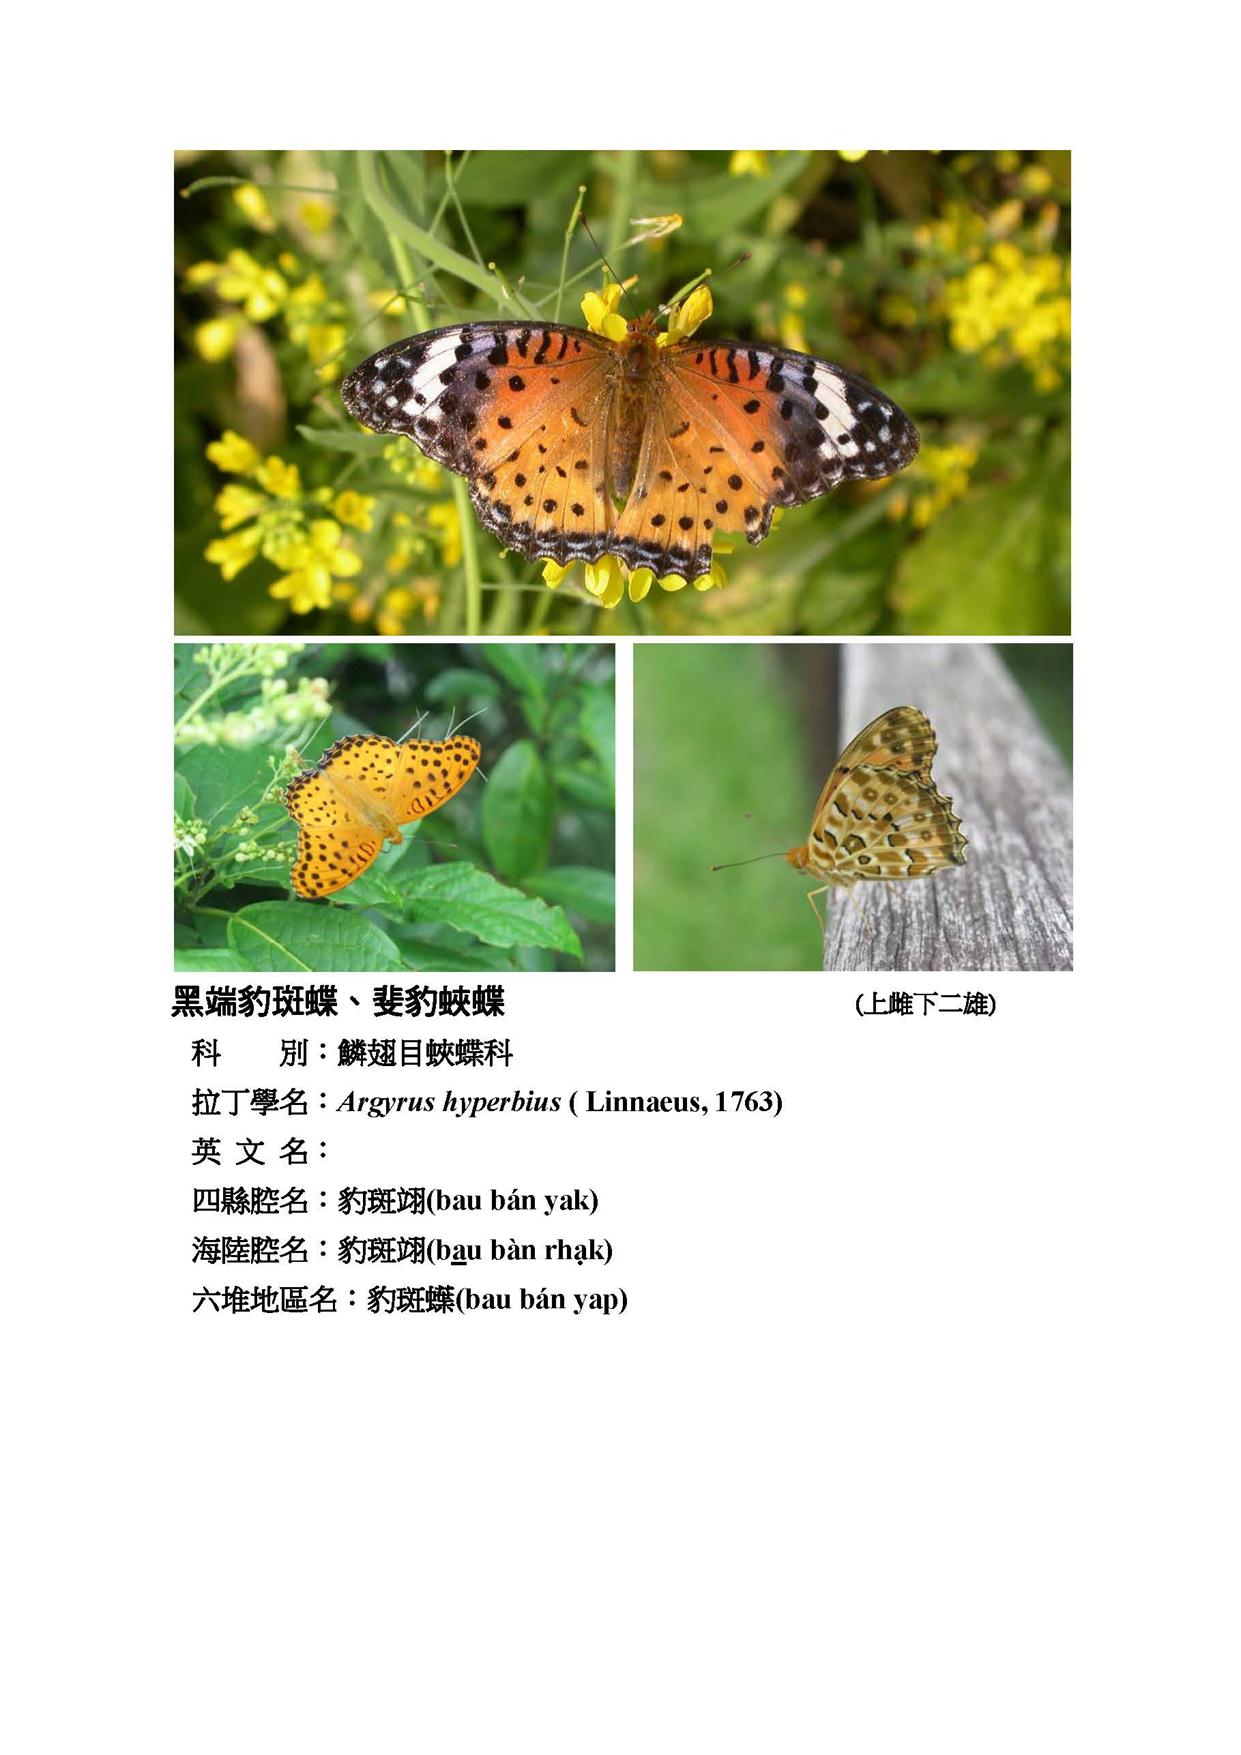 黑端豹斑蝶、斐豹蛺蝶 (上雌下二雄)
科　　別：鱗翅目蛺蝶科
拉丁學名：Argyrus hyperbius ( Linnaeus, 1763)
英 文 名：
四縣腔名：豹斑翊(bau bán yak)
海陸腔名：豹斑翊(ba̲u bàn rhạk)
六堆地區名：豹斑蠂(bau bán yap)